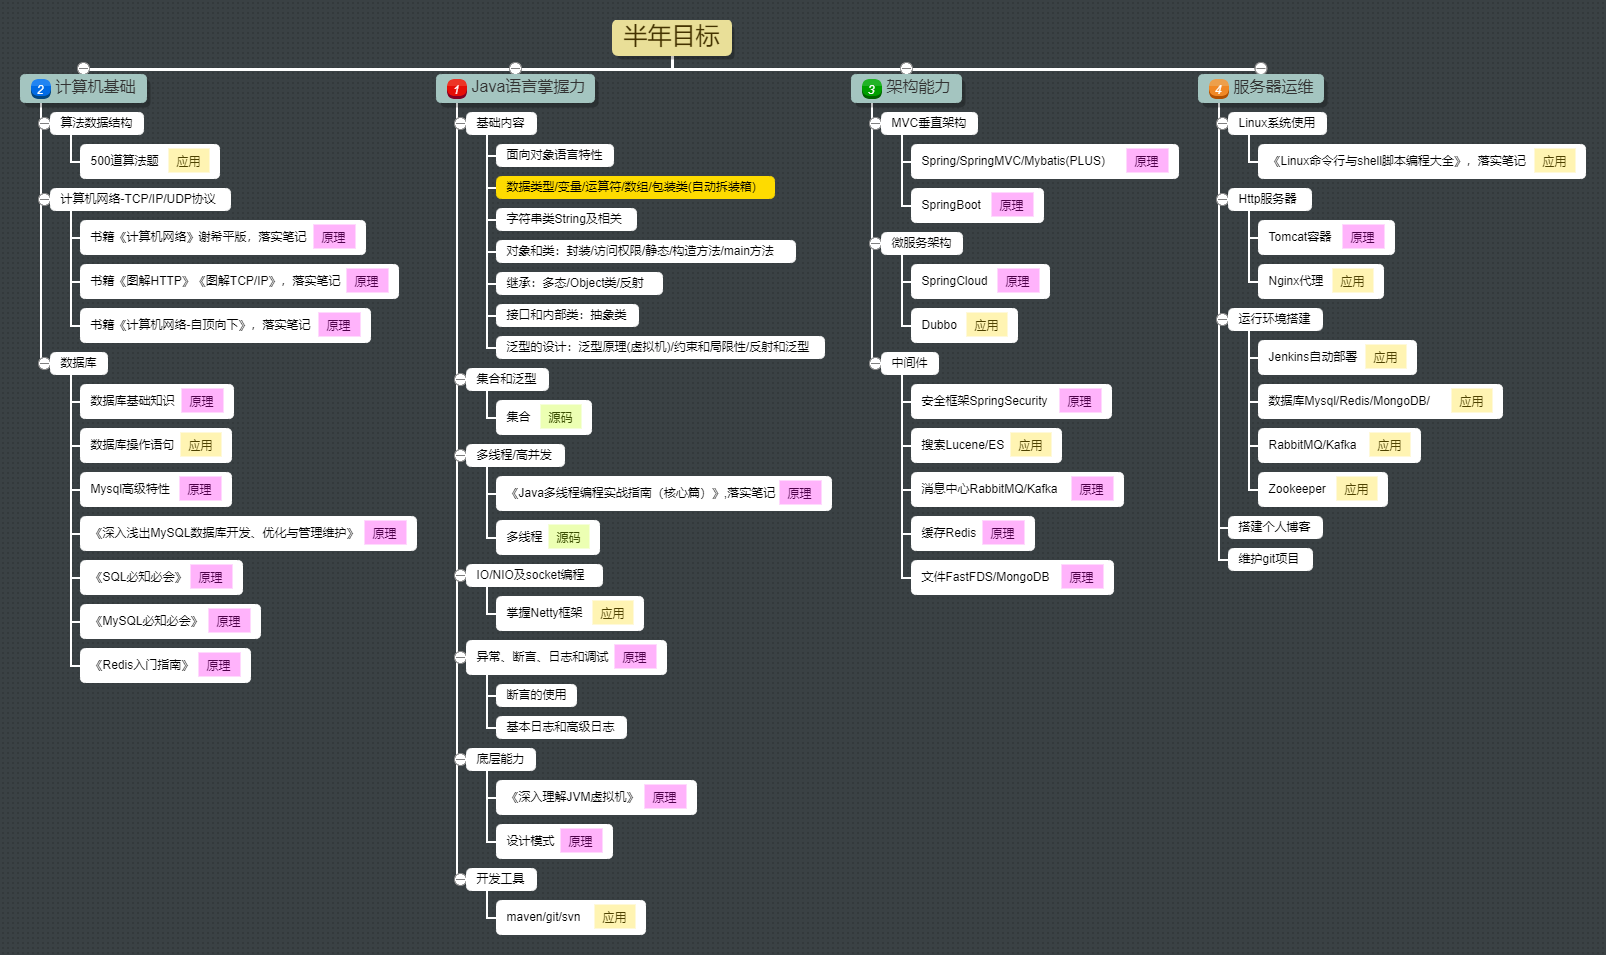 半年目标
2 计算机基础
算法数据结构
500道算法题 应用
计算机网络-TCP/IP/UDP协议
书籍《计算机网络》谢希平版，落实笔记 原理
书籍《图解HTTP》《图解TCP/IP》，落实笔记 原理
书籍《计算机网络-自顶向下》，落实笔记 原理
数据库
数据库基础知识 原理
数据库操作语句 应用
Mysql高级特性 原理
《深入浅出MySQL数据库开发、优化与管理维护》 原理
《SQL必知必会》 原理
《MySQL必知必会》 原理
《Redis入门指南》 原理
1 Java语言掌握力
基础内容
面向对象语言特性
数据类型/变量/运算符/数组/包装类(自动拆装箱)
字符串类String及相关
对象和类：封装/访问权限/静态/构造方法/main方法
继承：多态/Object类/反射
接口和内部类：抽象类
泛型的设计：泛型原理(虚拟机)/约束和局限性/反射和泛型
集合和泛型
集合 源码
多线程/高并发
《Java多线程编程实战指南（核心篇）》,落实笔记 原理
多线程 源码
IO/NIO及socket编程
掌握Netty框架 应用
异常、断言、日志和调试 原理
断言的使用
基本日志和高级日志
底层能力
《深入理解JVM虚拟机》 原理
设计模式 原理
开发工具
maven/git/svn 应用
3 架构能力
MVC垂直架构
Spring/SpringMVC/Mybatis(PLUS) 原理
SpringBoot 原理
微服务架构
SpringCloud 原理
Dubbo 应用
中间件
安全框架SpringSecurity 原理
搜索Lucene/ES 应用
消息中心RabbitMQ/Kafka 原理
缓存Redis 原理
文件FastFDS/MongoDB 原理
4 服务器运维
Linux系统使用
《Linux命令行与shell脚本编程大全》，落实笔记 应用
Http服务器
Tomcat容器 原理
Nginx代理 应用
运行环境搭建
Jenkins自动部署 应用
数据库Mysql/Redis/MongoDB/ 应用
RabbitMQ/Kafka 应用
Zookeeper 应用
搭建个人博客
维护git项目